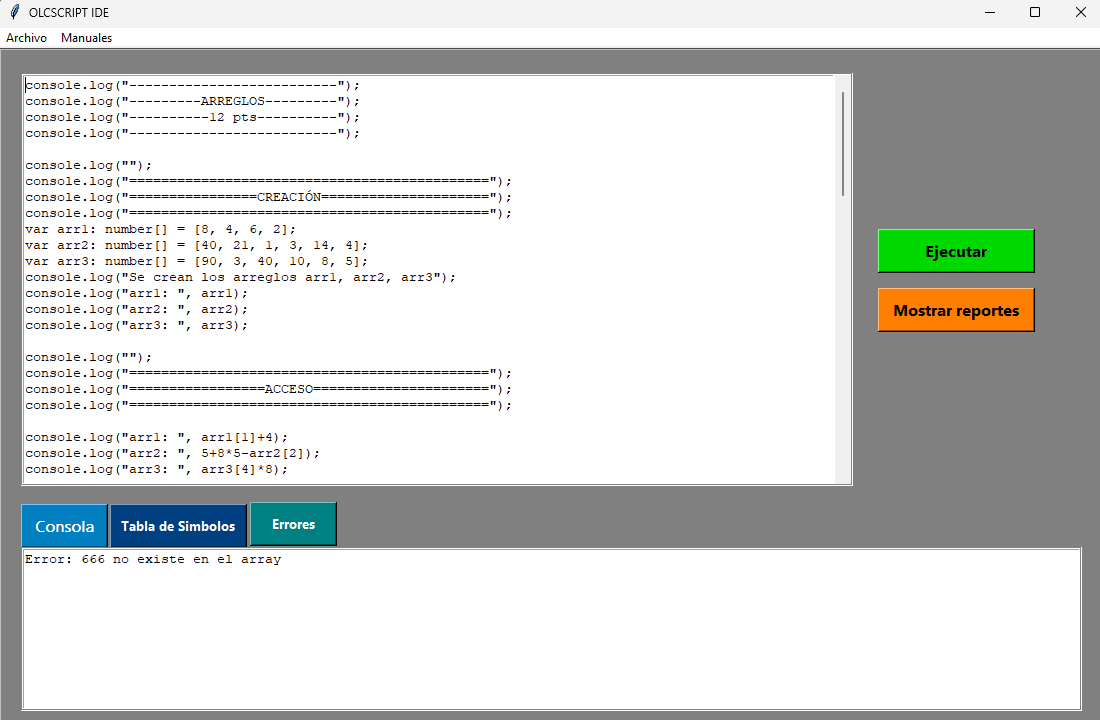 OLCSCRIPT IDE
Archivo Manuales
console.log("--------------------------");
console.log("---------ARREGLOS---------");
console.log("----------12 pts----------");
console.log("--------------------------");
console.log("");
console.log("=============================================");
console.log("================CREACIÓN=====================");
console.log("=============================================");
var arr1: number[] = [8, 4, 6, 2];
var arr2: number[] = [40, 21, 1, 3, 14, 4];
var arr3: number[] = [90, 3, 40, 10, 8, 5];
console.log("Se crean los arreglos arr1, arr2, arr3");
console.log("arr1: ", arr1);
console.log("arr2: ", arr2);
console.log("arr3: ", arr3);
console.log("");
console.log("=============================================");
console.log("=================ACCESO======================");
console.log("=============================================");
console.log("arr1: ", arr1[1]+4);
console.log("arr2: ", 5+8*5-arr2[2]);
console.log("arr3: ", arr3[4]*8);
Ejecutar
Mostrar reportes
Consola Tabla de Simbolos Errores
Error: 666 no existe en el array